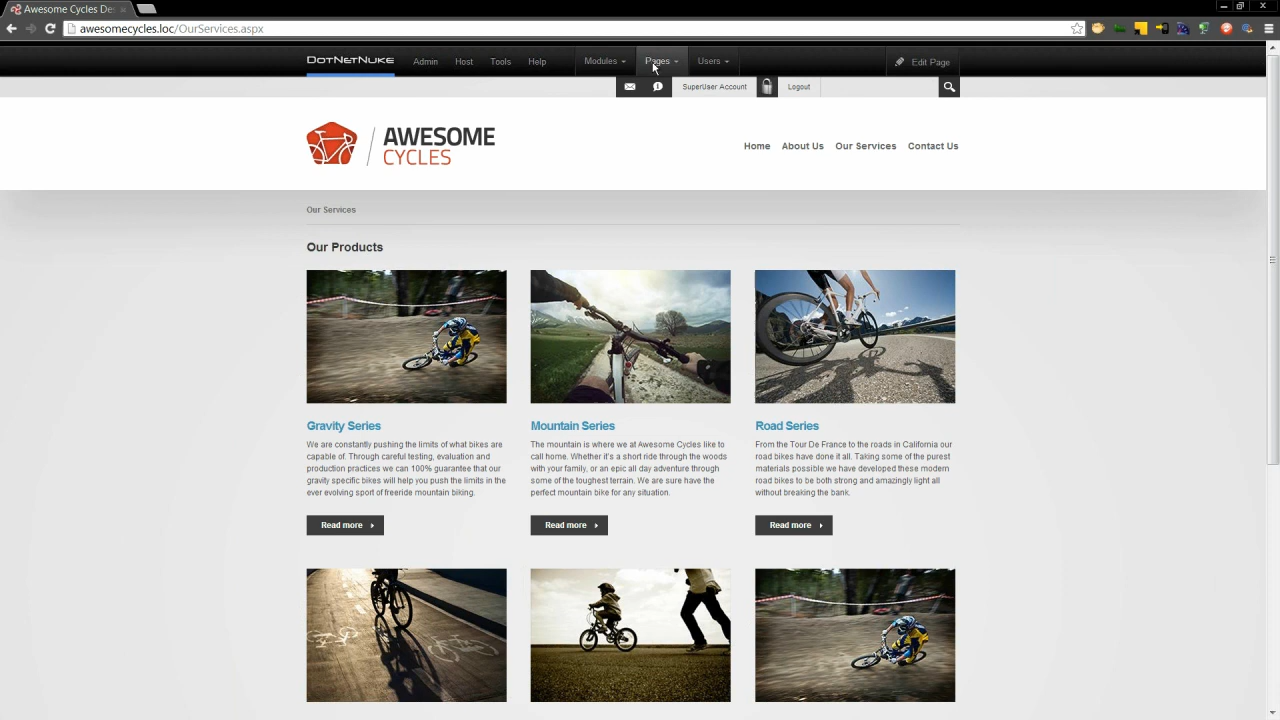 Awesome Cycles De
awesomecycles.loc/OurServices.aspx
DotNetNuke Admin Host Tools Help Modules Pages Users Edit Page
SuperUser Account Logout
AWESOME
CYCLES
Home About Us Our Services Contact Us
Our Services
Our Products
Gravity Series
We are constantly pushing the limits of what bikes are
capable of. Through careful testing, evaluation and
production practices we can 100% guarantee that our
gravity specific bikes will help you push the limits in the
ever evolving sport of freeride mountain biking.
Read more
Mountain Series
The mountain is where we at Awesome Cycles like to
call home. Whether it's a short ride through the woods
with your family, or an epic all day adventure through
some of the toughest terrain. We are sure have the
perfect mountain bike for any situation.
Read more
Road Series
From the Tour De France to the roads in California our
road bikes have done it all. Taking some of the purest
materials possible we have developed these modern
road bikes to be both strong and amazingly light all
without breaking the bank.
Read more